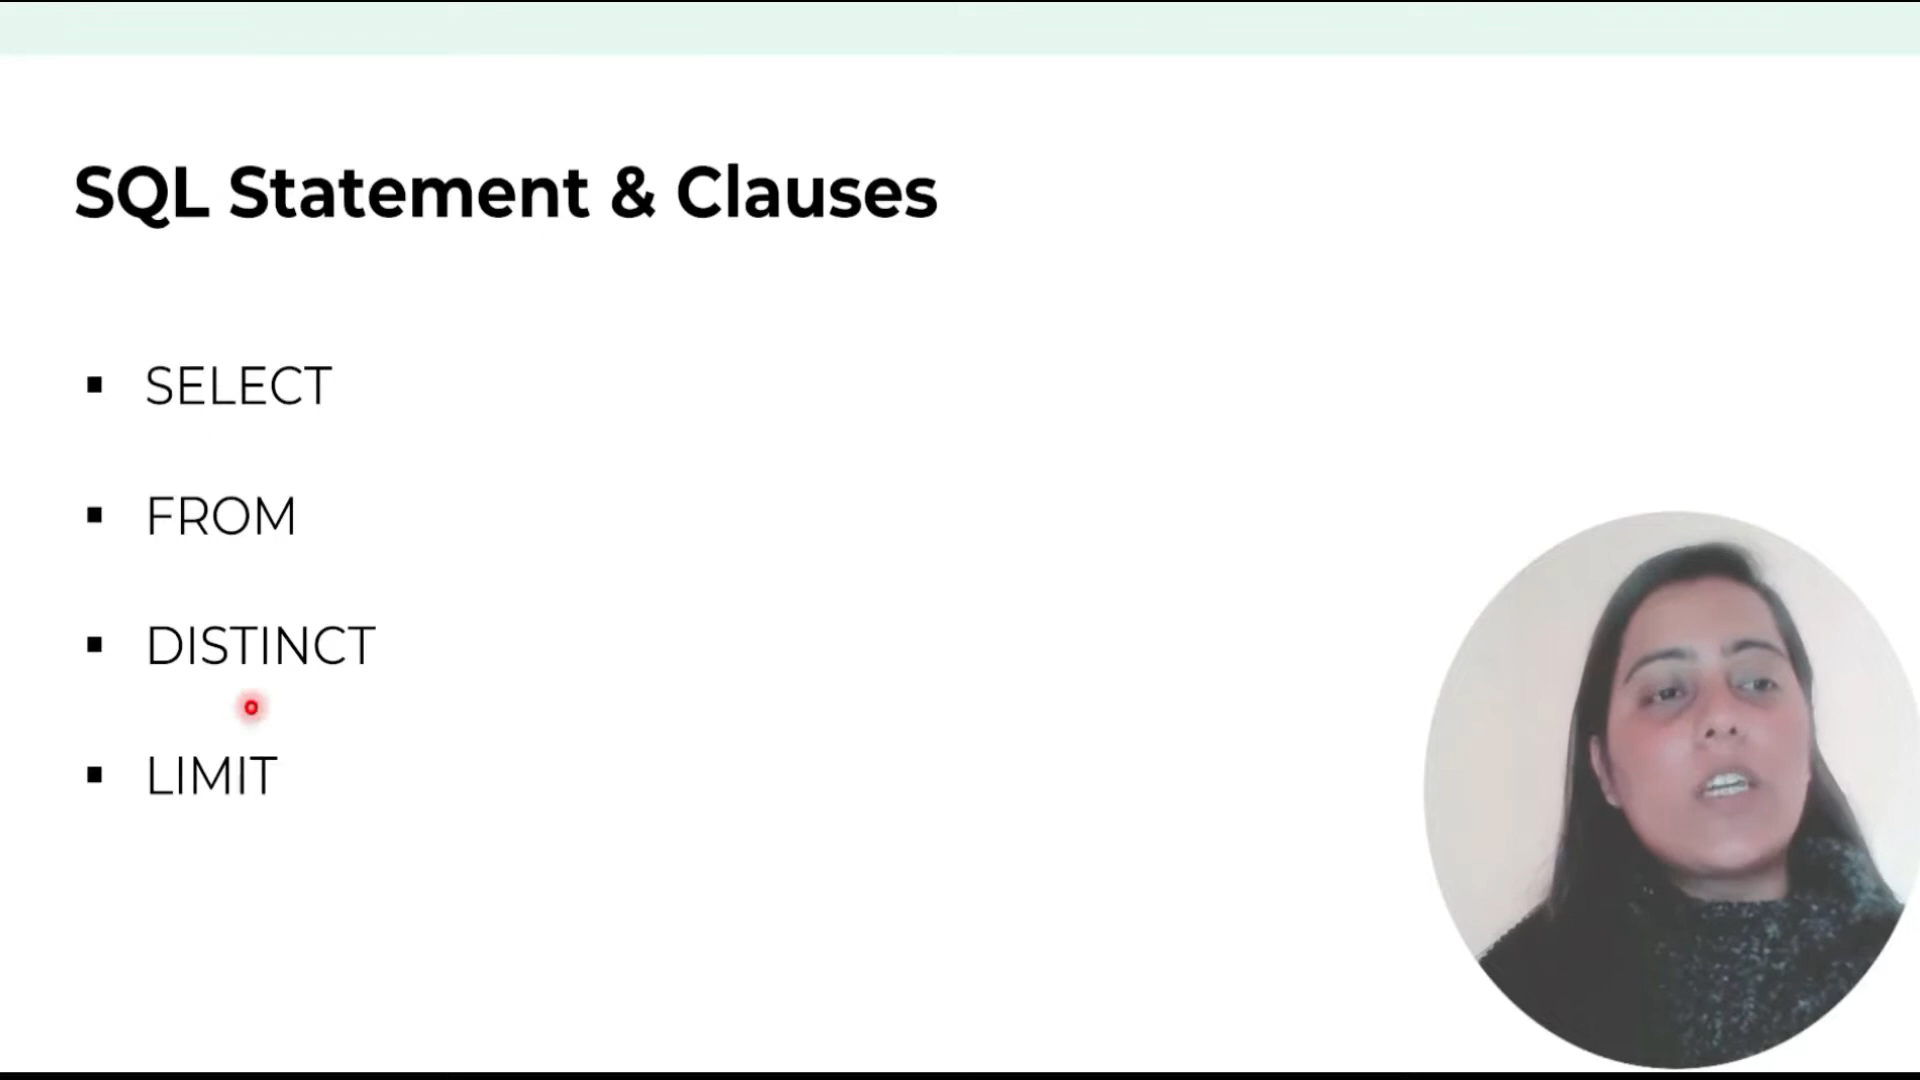 SQL Statement & Clauses
▪ SELECT
▪ FROM
▪ DISTINCT
▪ LIMIT